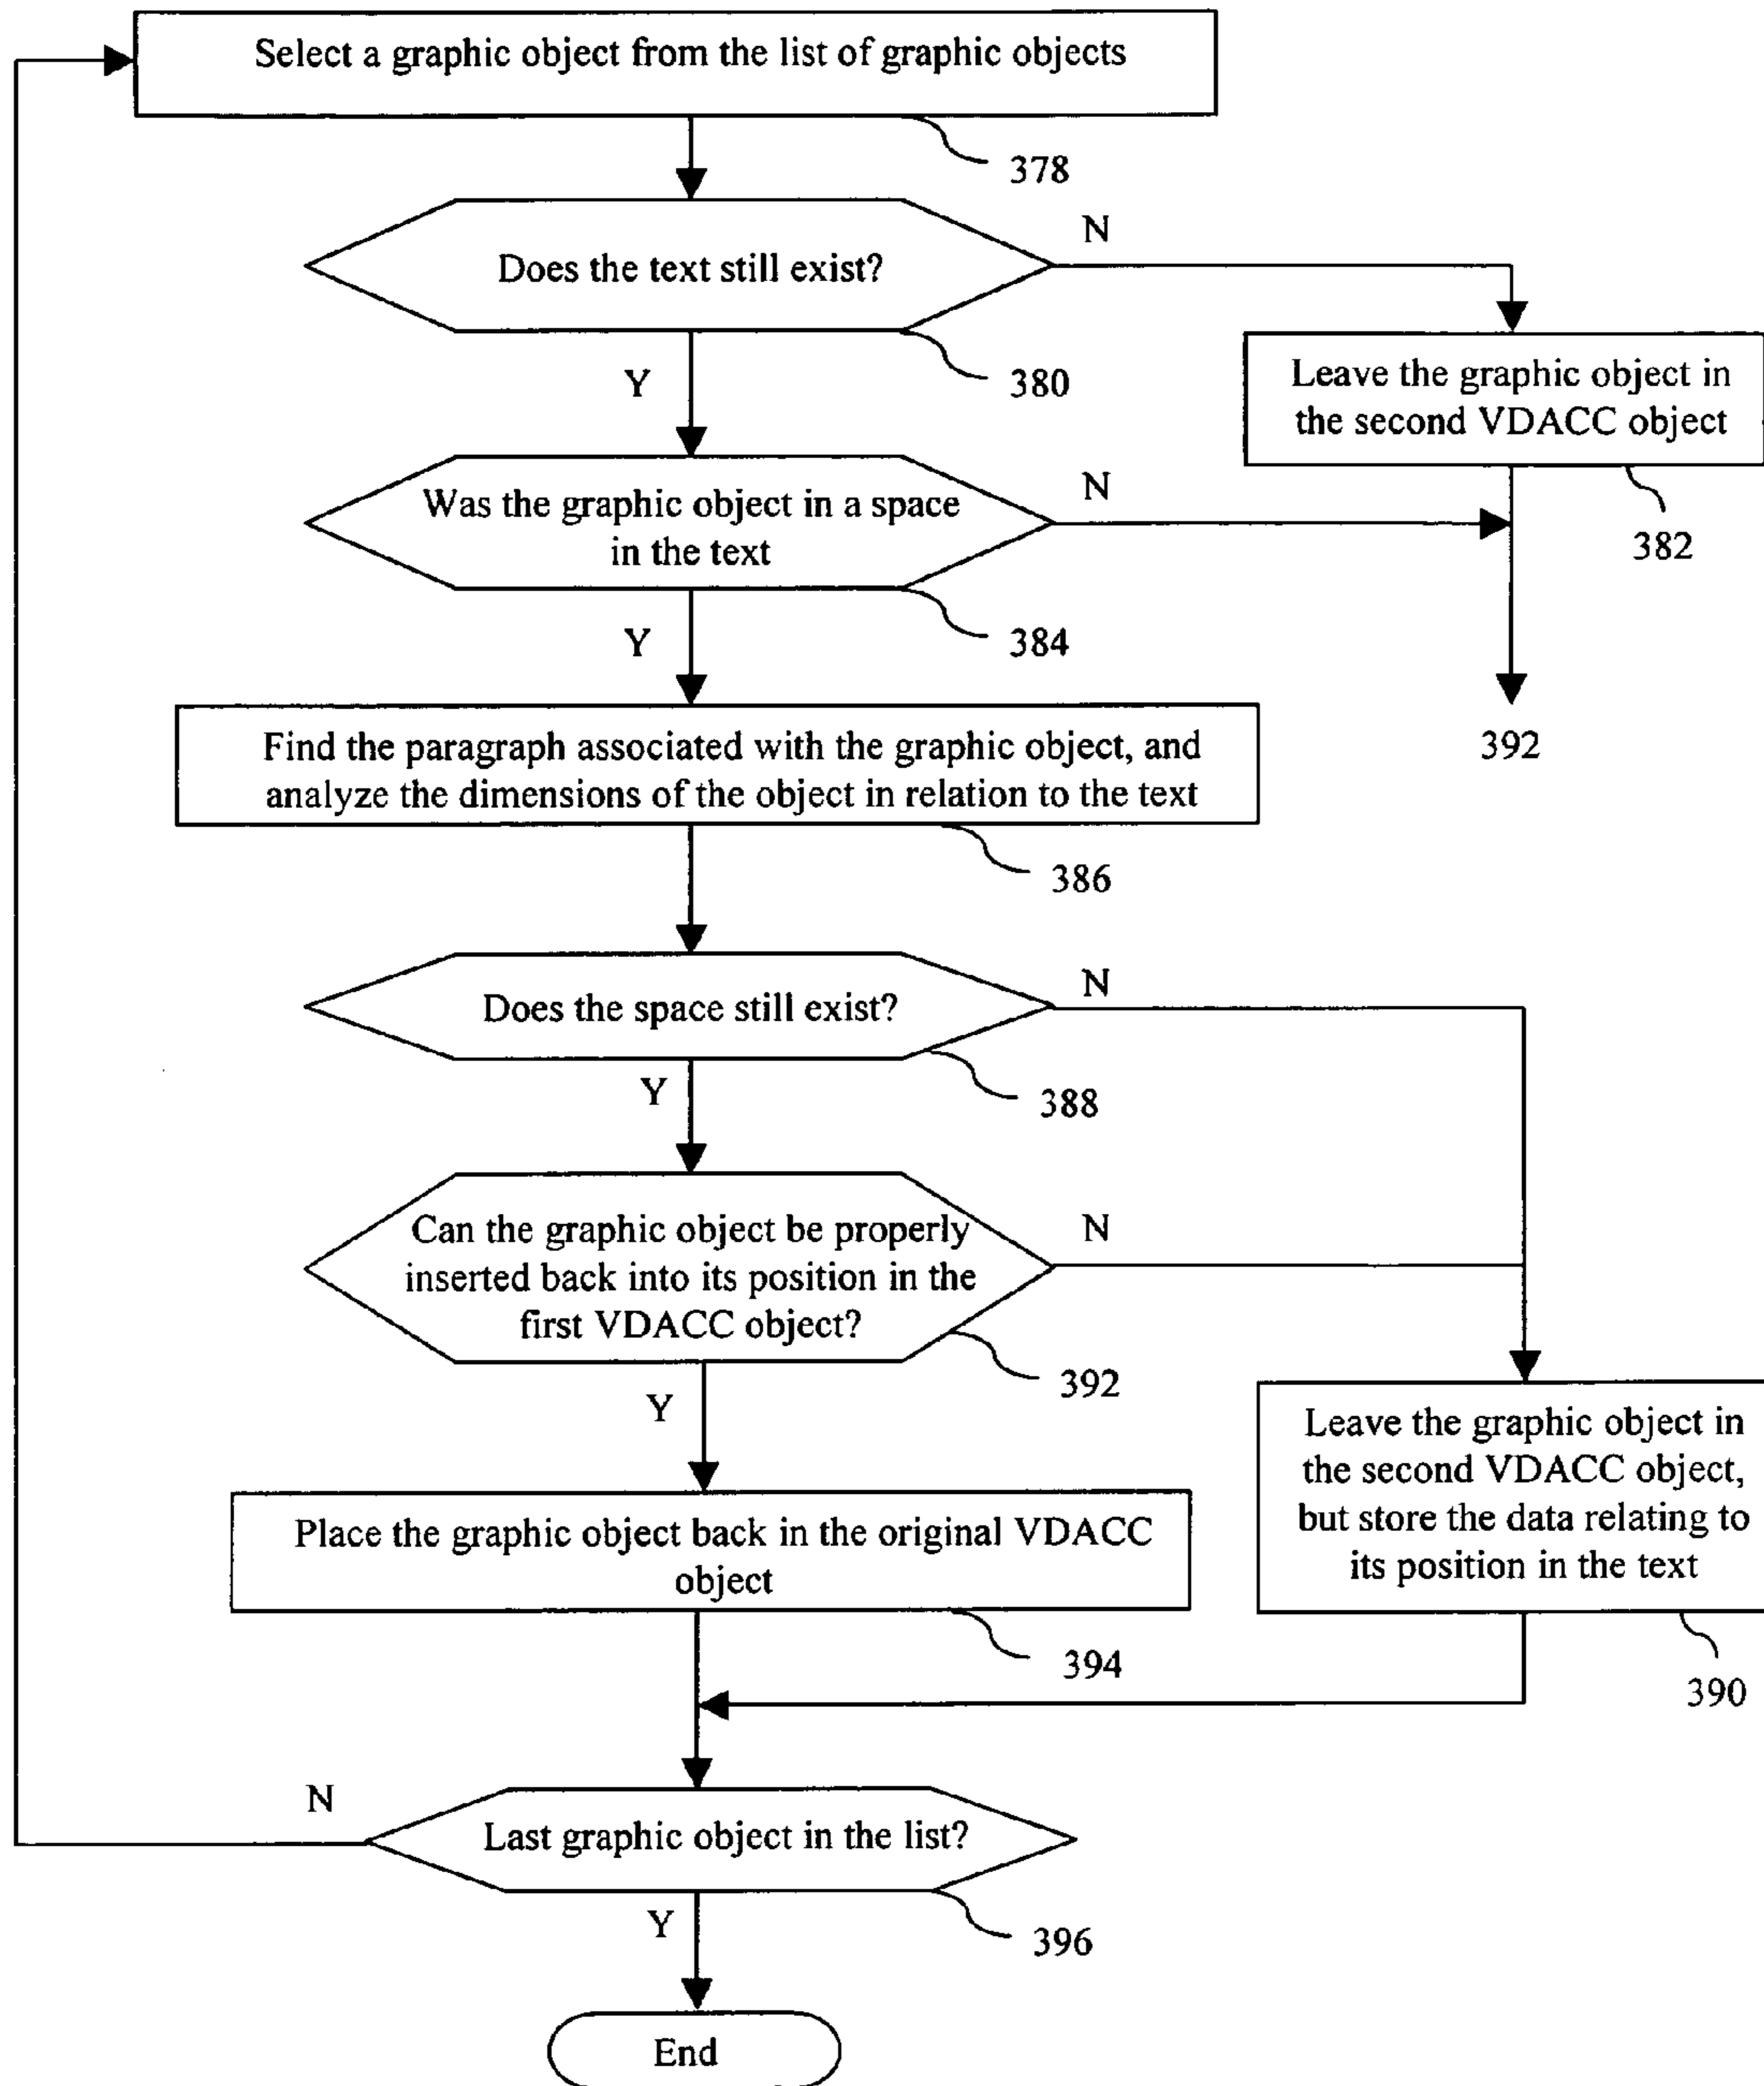 Select a graphic object from the list of graphic objects
378
Does the text still exist?
N
380
Y
Leave the graphic object in
the second VDACC object
382
Was the graphic object in a space
in the text
N
384
Y
392
Find the paragraph associated with the graphic object, and
analyze the dimensions of the object in relation to the text
386
Does the space still exist?
N
388
Y
Can the graphic object be properly
inserted back into its position in the
first VDACC object?
N
392
Y
Leave the graphic object in
the second VDACC object,
but store the data relating to
its position in the text
390
Place the graphic object back in the original VDACC
object
394
N
Last graphic object in the list?
396
Y
End